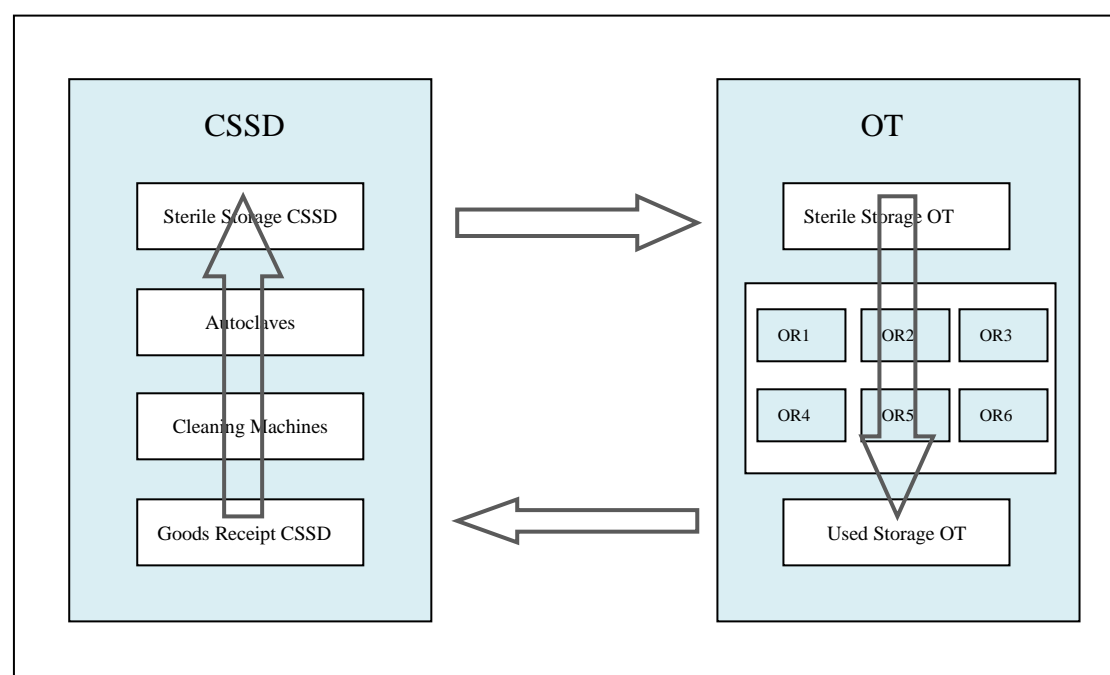 CSSD
Sterile Storage CSSD
Autoclaves
Cleaning Machines
Goods Receipt CSSD
OT
Sterile Storage OT
OR1
OR2
OR3
OR4
OR5
OR6
Used Storage OT